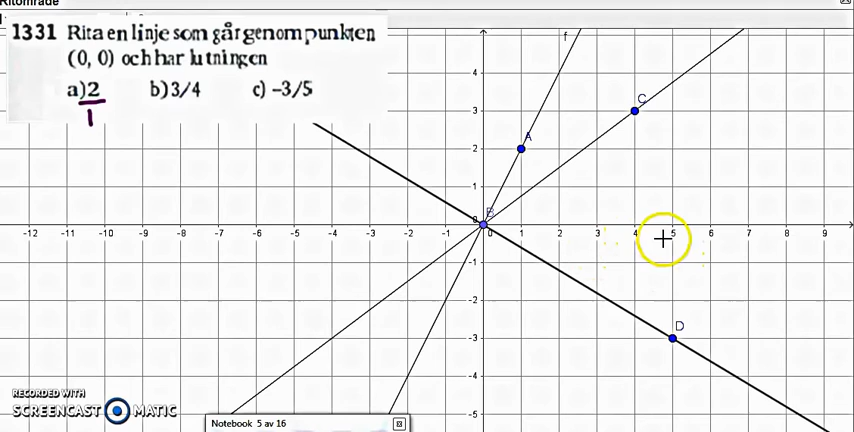 Ritområde
1331 Rita en linje som går genom punkten
(0, 0) och har lutningen
a) 2 b) 3/4 c) –3/5
1
f
4
C
3
A
2
1
B
0
-12 -11 -10 -9 -8 -7 -6 -5 -4 -3 -2 -1 0 1 2 3 4 5 6 7 8 9
-1
-2
D
-3
-4
-5
RECORDED WITH
SCREENCAST O MATIC
Notebook 5 av 16